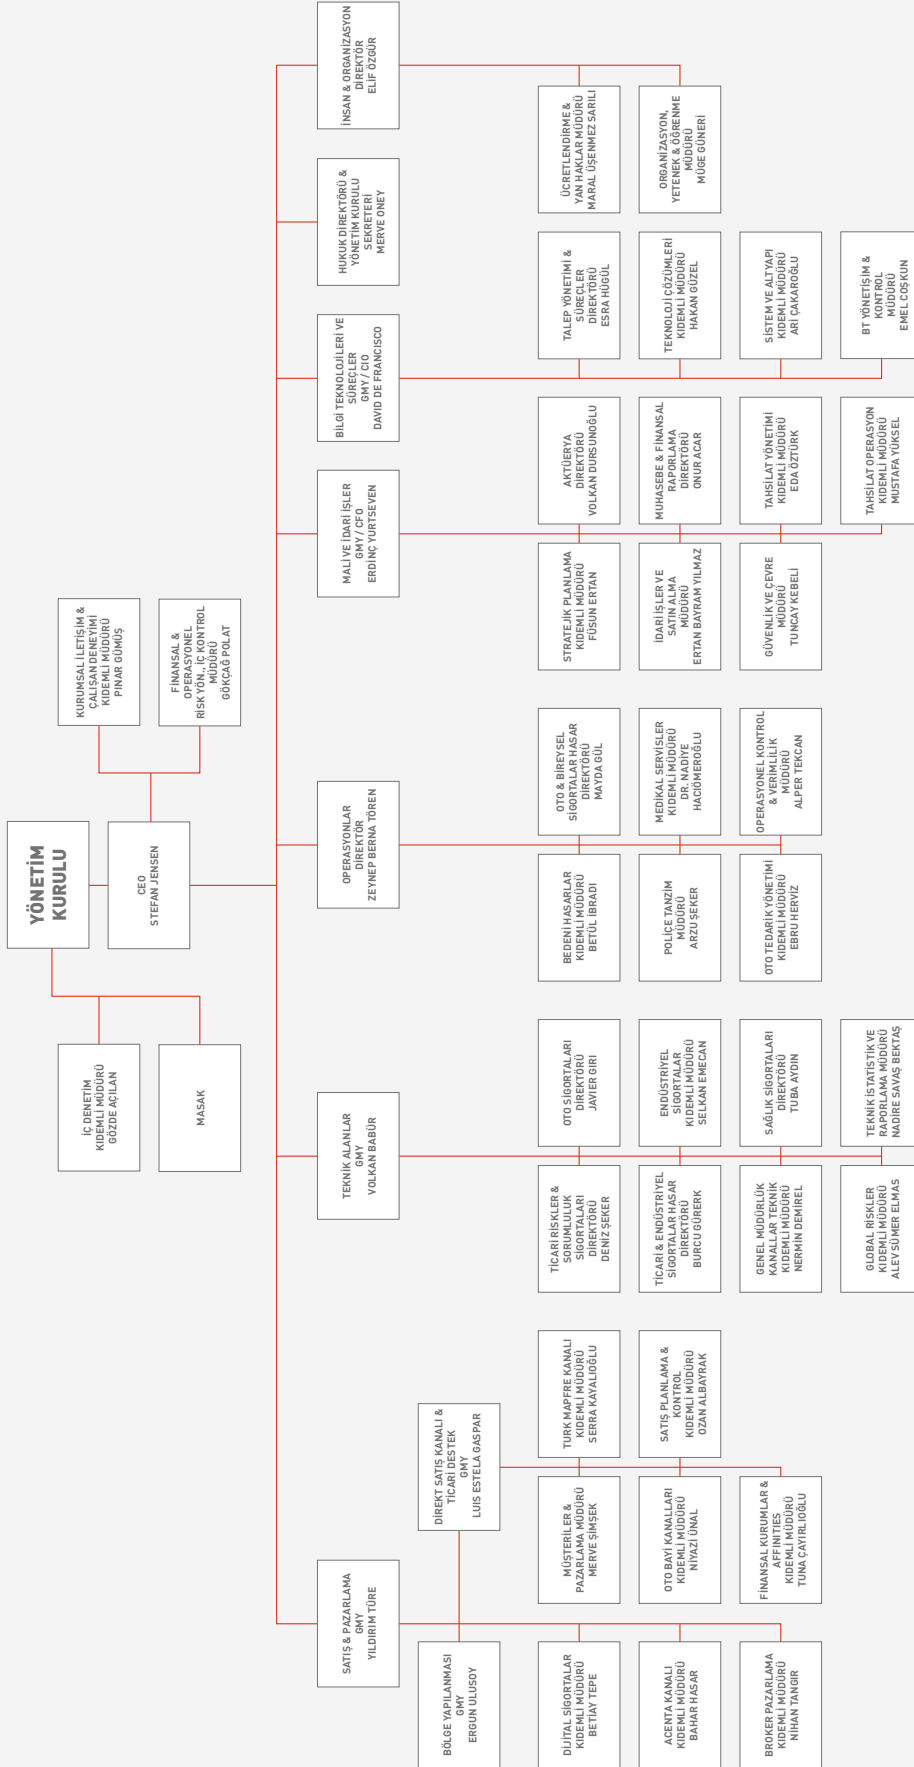 YÖNETİM
KURULU
İÇ DENETİM
KIDEMLİ MÜDÜRÜ
GÖZDE AÇILAN
MASAK
CEO
STEFAN JENSEN
KURUMSAL İLETİŞİM &
ÇALIŞAN DENEYİMİ
KIDEMLİ MÜDÜRÜ
PINAR GÜMÜŞ
FİNANSAL &
OPERASYONEL
RİSK YÖN., İÇ KONTROL
MÜDÜRÜ
GÖKÇAĞ POLAT
SATIŞ & PAZARLAMA
GMY
YILDIRIM TÜRE
BÖLGE YAPILANMASI
GMY
ERGUN ULUSOY
DİREKT SATIŞ KANALI &
TİCARİ DESTEK
GMY
LUIS ESTELA GASPAR
DİJİTAL SİGORTALAR
KIDEMLİ MÜDÜRÜ
BETİAY TEPE
ACENTA KANALI
KIDEMLİ MÜDÜRÜ
BAHAR HASAR
BROKER PAZARLAMA
KIDEMLİ MÜDÜRÜ
NİHAN TANGIR
MÜŞTERİLER &
PAZARLAMA MÜDÜRÜ
MERVE ŞİMŞEK
TURK MAPFRE KANALI
KIDEMLİ MÜDÜRÜ
SERRA KAYALIOĞLU
OTO BAYİ KANALLARI
KIDEMLİ MÜDÜRÜ
NİYAZİ ÜNAL
SATIŞ PLANLAMA &
KONTROL
KIDEMLİ MÜDÜRÜ
OZAN ALBAYRAK
FİNANSAL KURUMLAR &
AFFINITIES
KIDEMLİ MÜDÜRÜ
TUNA ÇAYIRLIOĞLU
TEKNİK ALANLAR
GMY
VOLKAN BABÜR
TİCARİ RİSKLER &
SORUMLULUK
SİGORTALARI
DİREKTÖRÜ
DENİZ ŞEKER
OTO SİGORTALARI
DİREKTÖRÜ
JAVIER GIRI
TİCARİ & ENDÜSTRİYEL
SİGORTALAR HASAR
DİREKTÖRÜ
BURCU GÜRERK
ENDÜSTRİYEL
SİGORTALAR
KIDEMLİ MÜDÜRÜ
SELKAN EMECAN
GENEL MÜDÜRLÜK
KANALLAR TEKNİK
KIDEMLİ MÜDÜRÜ
NERMİN DEMİREL
SAĞLIK SİGORTALARI
DİREKTÖRÜ
TUBA AYDIN
GLOBAL RİSKLER
KIDEMLİ MÜDÜRÜ
ALEV SÜMER ELMAS
TEKNİK İSTATİSTİK VE
RAPORLAMA MÜDÜRÜ
NADİRE SAVAŞ BEKTAŞ
OPERASYONLAR
DİREKTÖR
ZEYNEP BERNA TÖREN
BEDENİ HASARLAR
KIDEMLİ MÜDÜRÜ
BETÜL İBRADI
OTO & BİREYSEL
SİGORTALAR HASAR
DİREKTÖRÜ
MAYDA GÜL
POLİÇE TANZİM
MÜDÜRÜ
ARZU ŞEKER
MEDİKAL SERVİSLER
KIDEMLİ MÜDÜRÜ
DR. NADİYE
HACIÖMEROĞLU
OTO TEDARİK YÖNETİMİ
KIDEMLİ MÜDÜRÜ
EBRU HERVİZ
OPERASYONEL KONTROL
& VERİMLİLİK
MÜDÜRÜ
ALPER TEKCAN
MALİ VE İDARİ İŞLER
GMY / CFO
ERDİNÇ YURTSEVEN
STRATEJİK PLANLAMA
KIDEMLİ MÜDÜRÜ
FÜSUN ERTAN
AKTÜERYA
DİREKTÖRÜ
VOLKAN DURSUNOĞLU
İDARİ İŞLER VE
SATIN ALMA
MÜDÜRÜ
ERTAN BAYRAM YILMAZ
MUHASEBE & FİNANSAL
RAPORLAMA
DİREKTÖRÜ
ONUR ACAR
GÜVENLİK VE ÇEVRE
MÜDÜRÜ
TUNCAY KEBELİ
TAHSİLAT YÖNETİMİ
KIDEMLİ MÜDÜRÜ
EDA ÖZTÜRK
TAHSİLAT OPERASYON
KIDEMLİ MÜDÜRÜ
MUSTAFA YÜKSEL
BİLGİ TEKNOLOJİLERİ VE
SÜREÇLER
GMY / CIO
DAVID DE FRANCISCO
TALEP YÖNETİMİ &
SÜREÇLER
DİREKTÖRÜ
ESRA HÜGÜL
TEKNOLOJİ ÇÖZÜMLERİ
KIDEMLİ MÜDÜRÜ
HAKAN GÜZEL
SİSTEM VE ALTYAPI
KIDEMLİ MÜDÜRÜ
ARİ ÇAKAROĞLU
BT YÖNETİŞİM &
KONTROL
MÜDÜRÜ
EMEL COŞKUN
HUKUK DİREKTÖRÜ &
YÖNETİM KURULU
SEKRETERİ
MERVE ONEY
İNSAN & ORGANİZASYON
DİREKTÖR
ELİF ÖZGÜR
ÜCRETLENDİRME &
YAN HAKLAR MÜDÜRÜ
MARAL ÜŞENMEZ SARILI
ORGANİZASYON,
YETENEK & ÖĞRENME
MÜDÜRÜ
MÜGE GÜNERİ